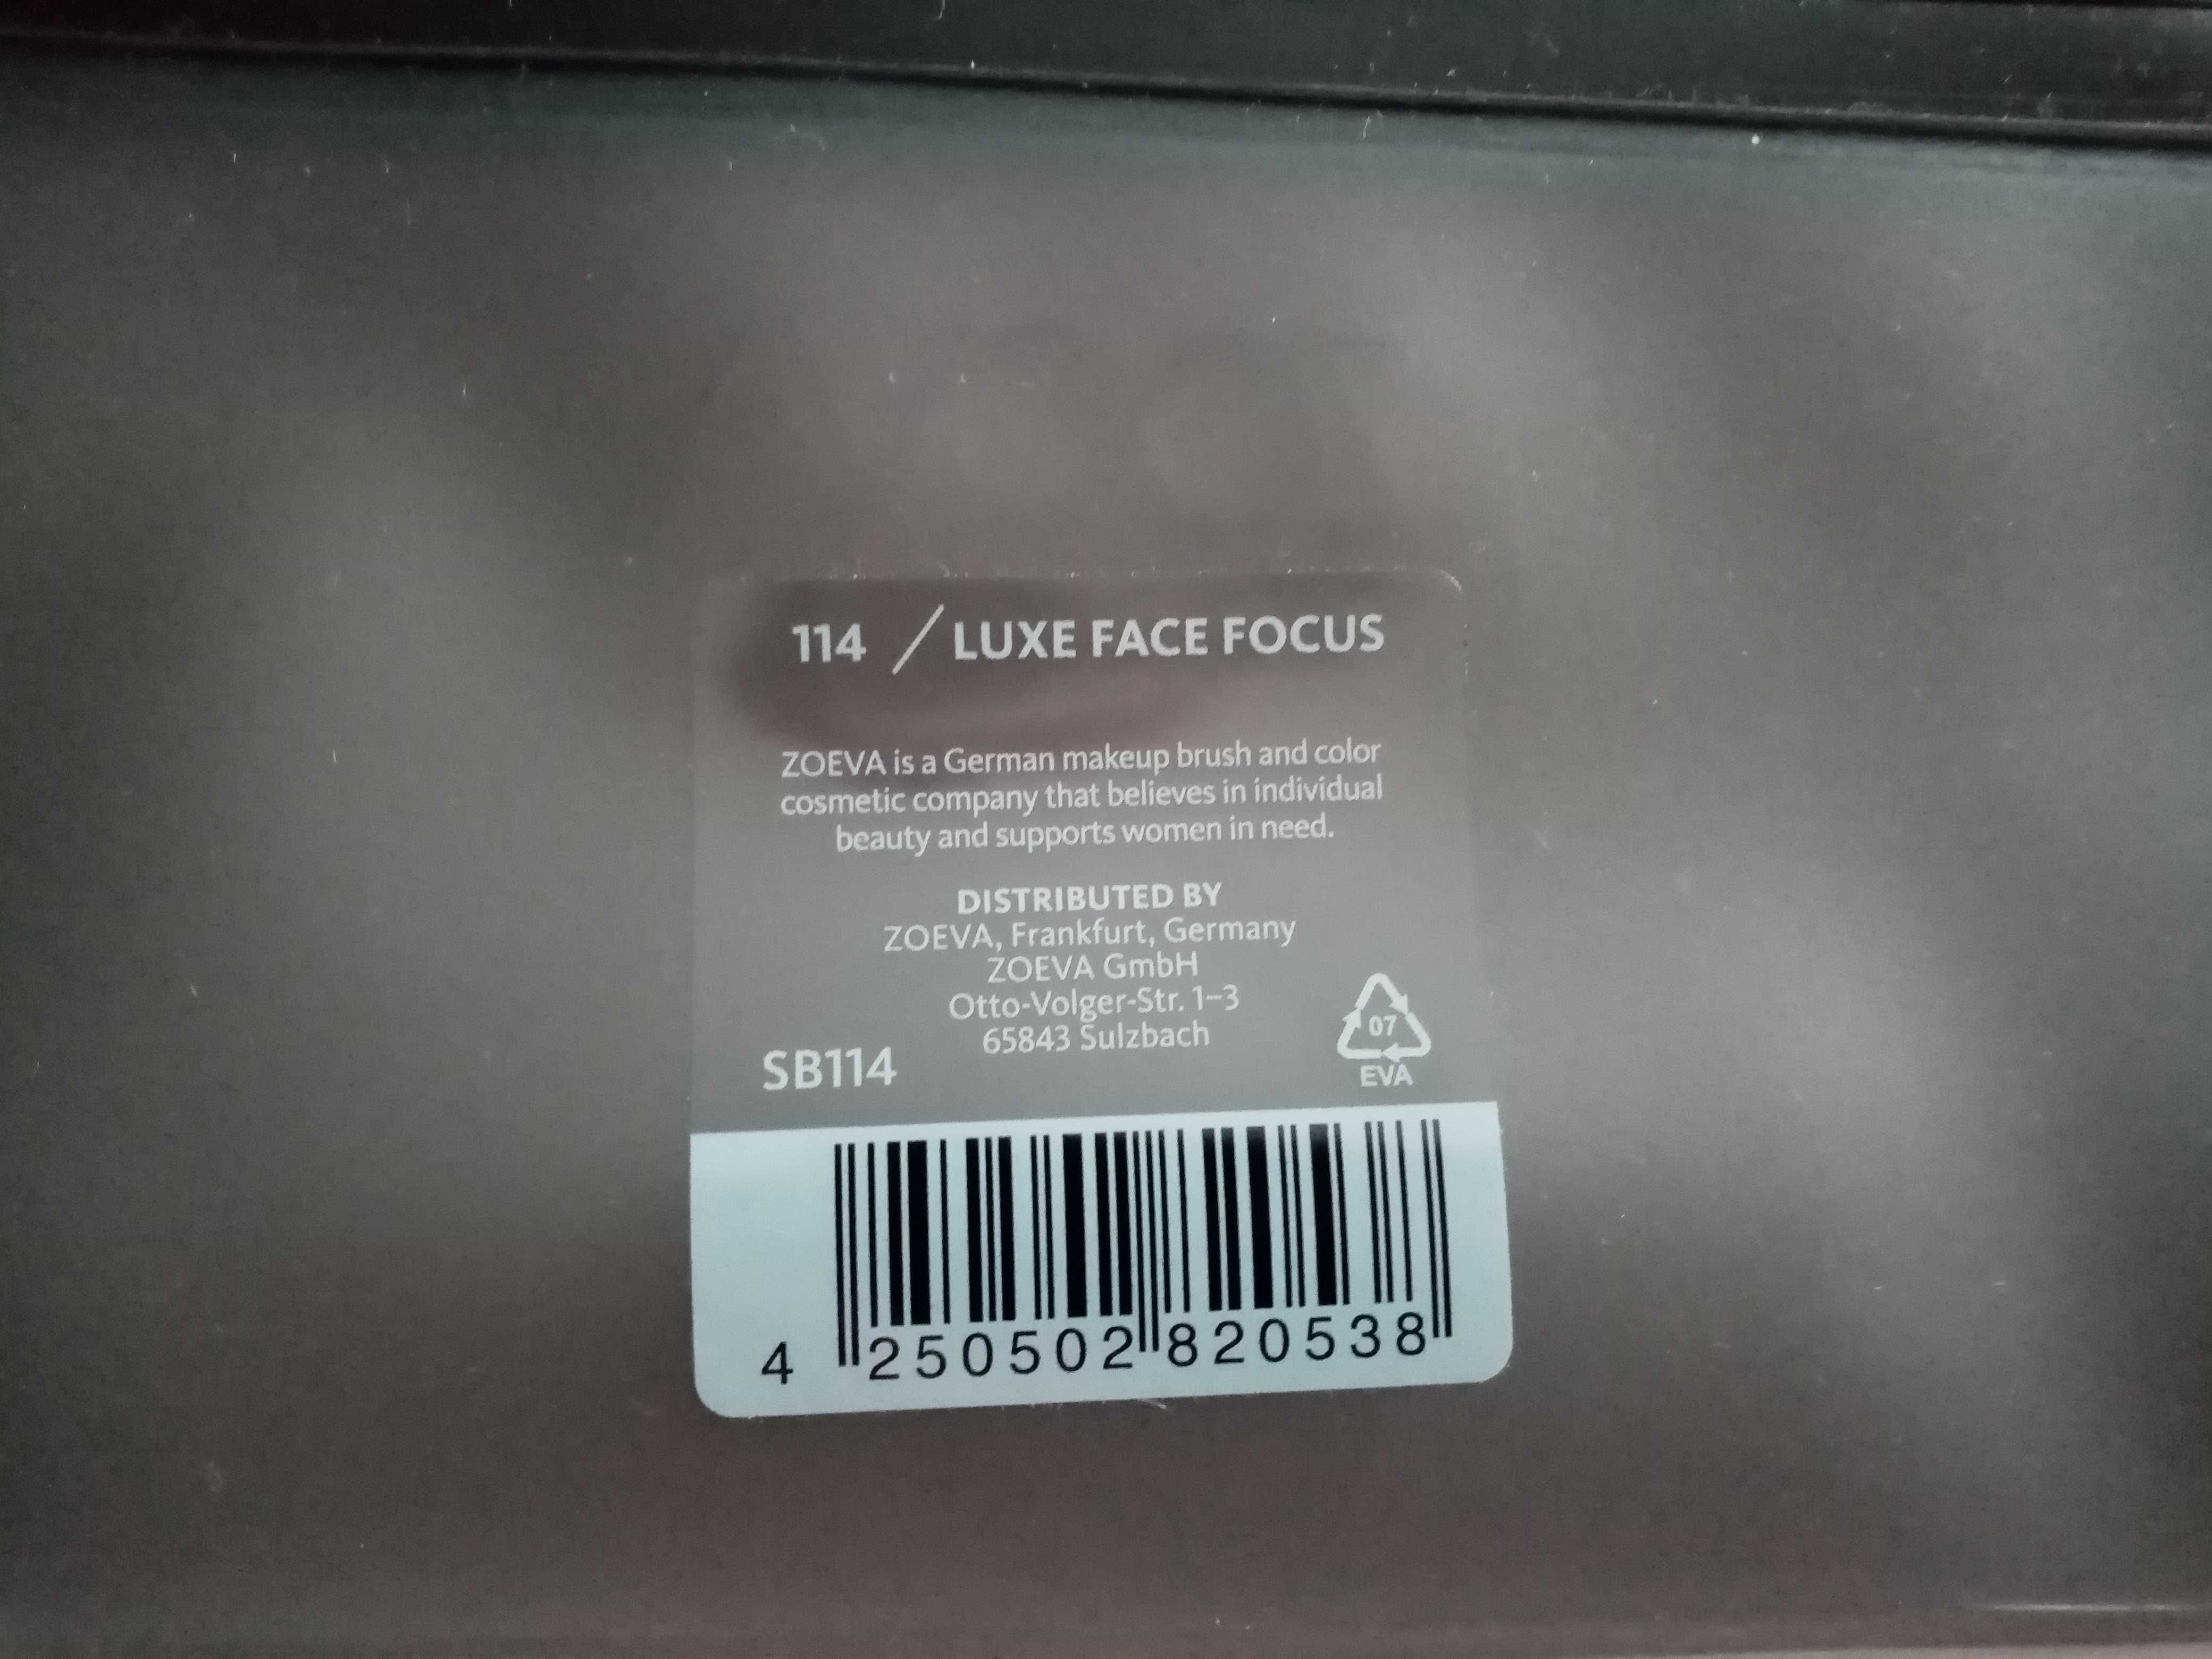 114 / LUXE FACE FOCUS
ZOEVA is a German makeup brush and color
cosmetic company that believes in individual
beauty and supports women in need.
DISTRIBUTED BY
ZOEVA, Frankfurt, Germany
ZOEVA GmbH
Otto-Volger-Str. 1–3
65843 Sulzbach
SB114
07
EVA
4 250502 820538